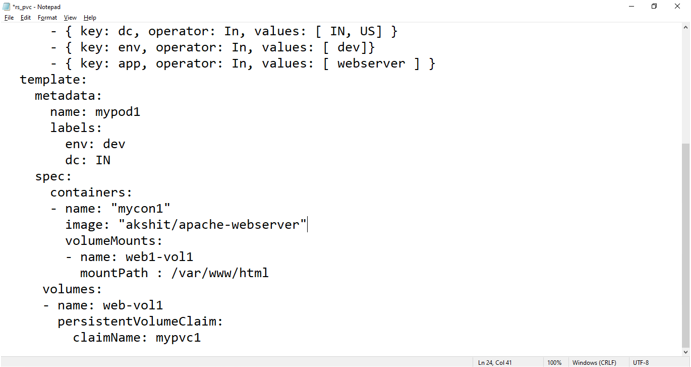 *rs_pvc - Notepad
File Edit Format View Help
- { key: dc, operator: In, values: [ IN, US] }
- { key: env, operator: In, values: [ dev]}
- { key: app, operator: In, values: [ webserver ] }
template:
metadata:
name: mypod1
labels:
env: dev
dc: IN
spec:
containers:
- name: "mycon1"
image: "akshit/apache-webserver"
volumeMounts:
- name: web1-vol1
mountPath : /var/www/html
volumes:
- name: web-vol1
persistentVolumeClaim:
claimName: mypvc1
Ln 24, Col 41 100% Windows (CRLF) UTF-8